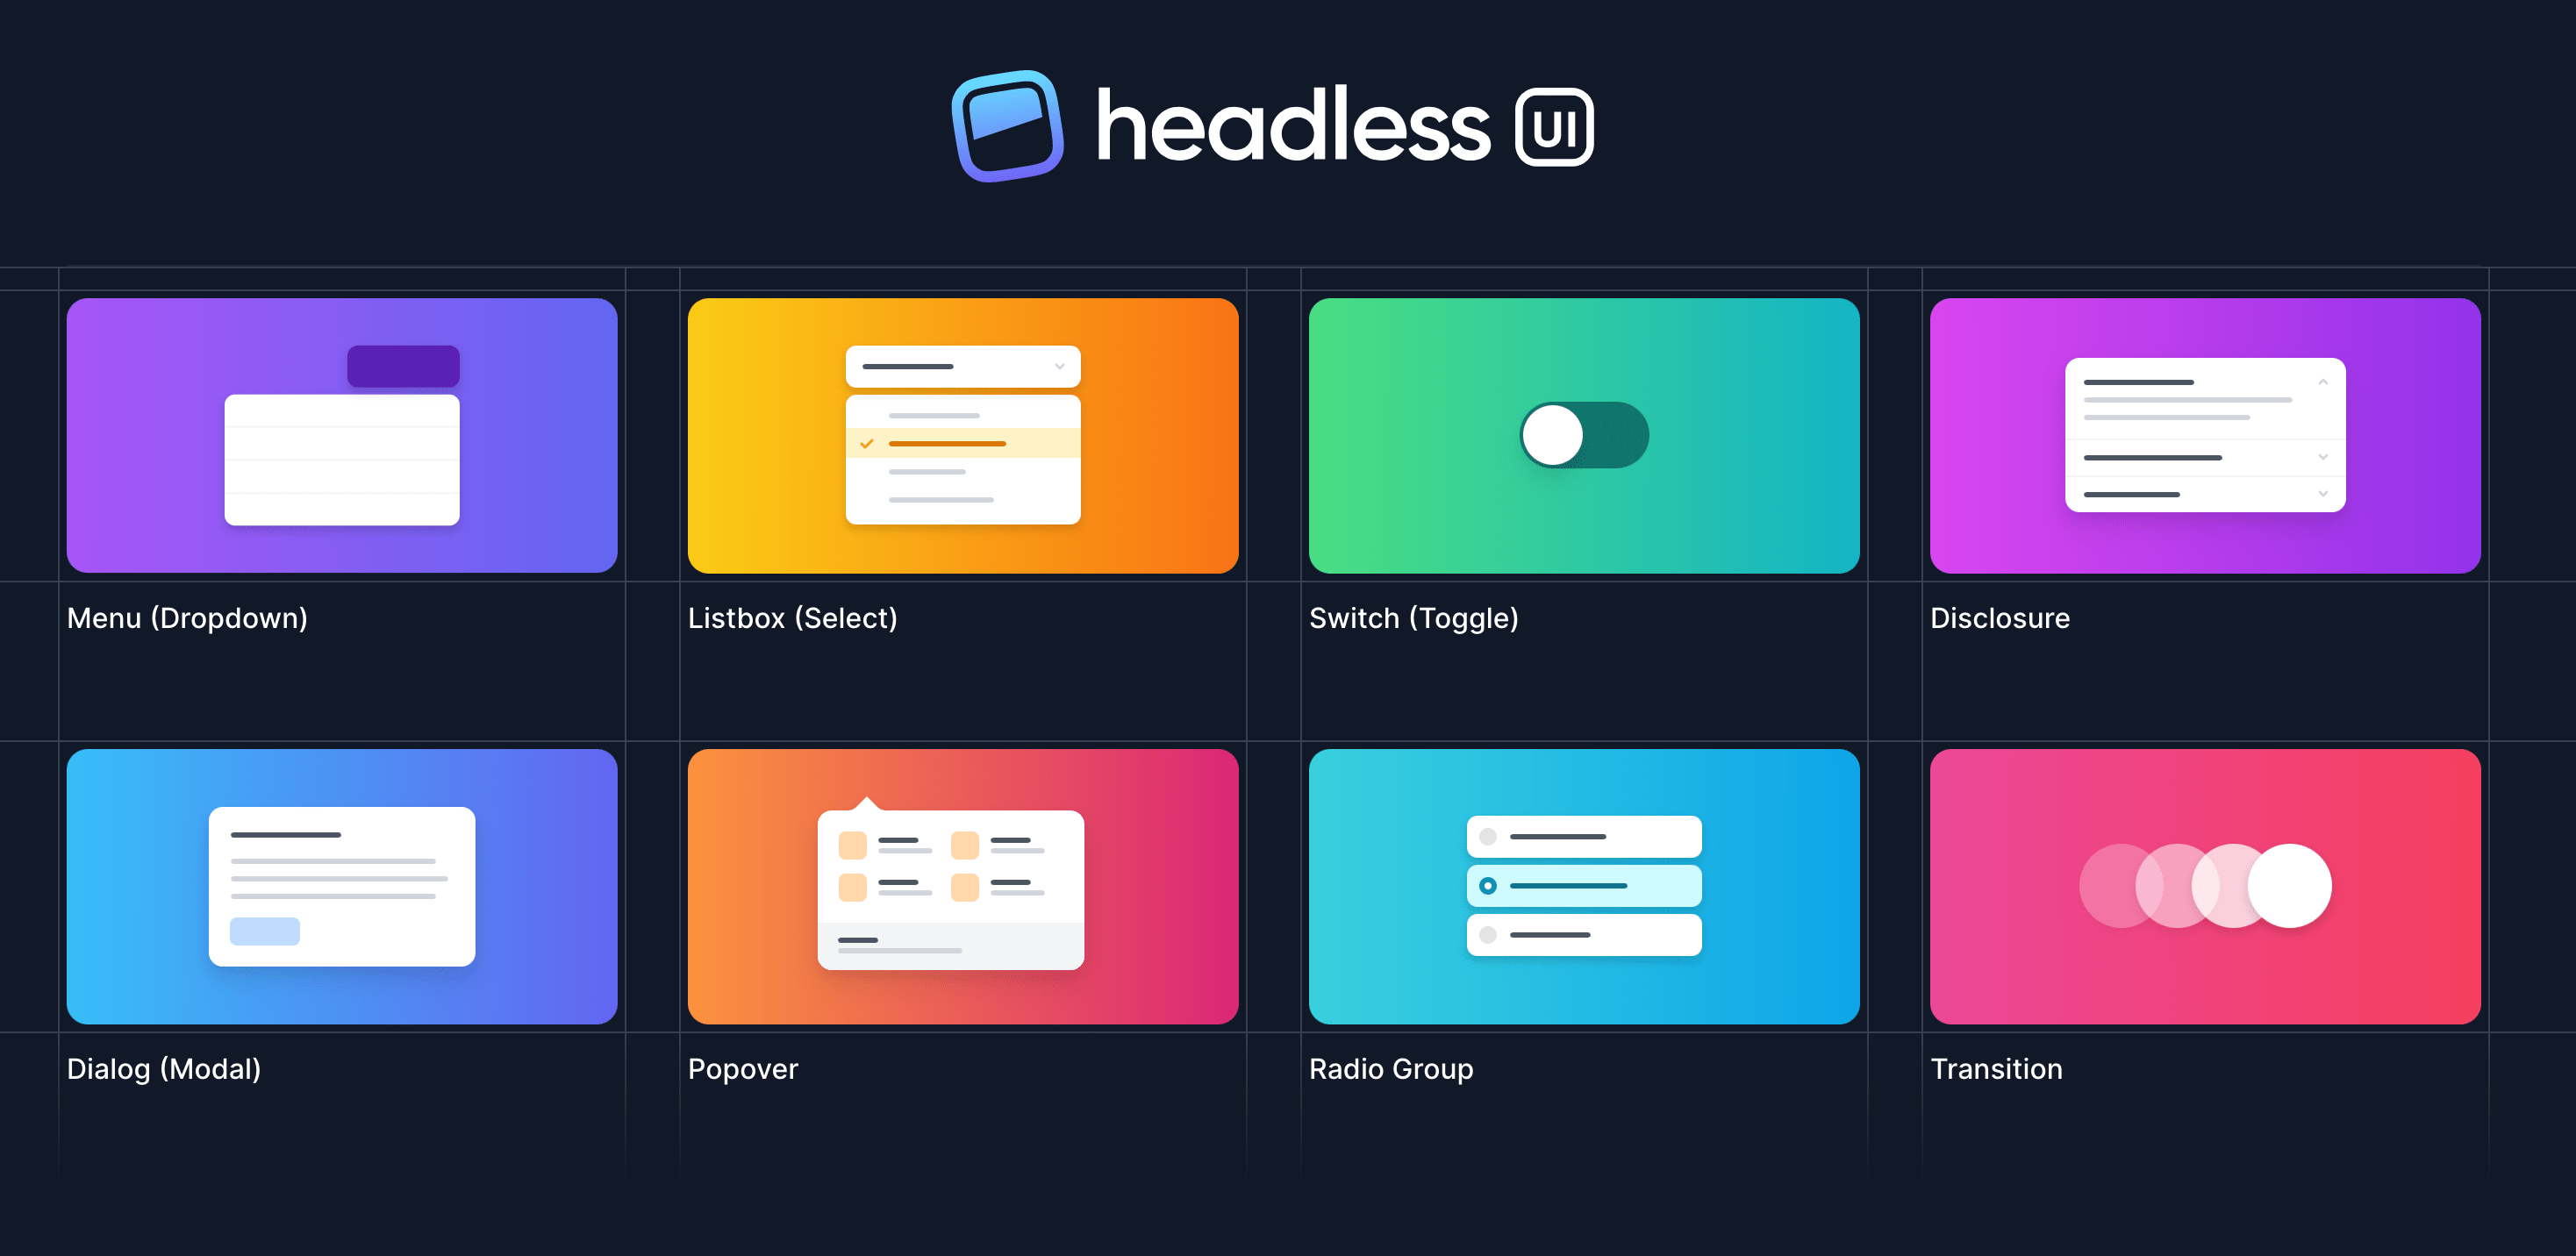 headless UI
Menu (Dropdown)
Listbox (Select)
Switch (Toggle)
Disclosure
Dialog (Modal)
Popover
Radio Group
Transition